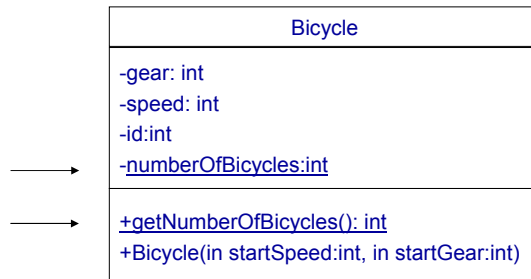 Bicycle
-gear: int
-speed: int
-id:int
-numberOfBicycles:int
+getNumberOfBicycles(): int
+Bicycle(in startSpeed:int, in startGear:int)